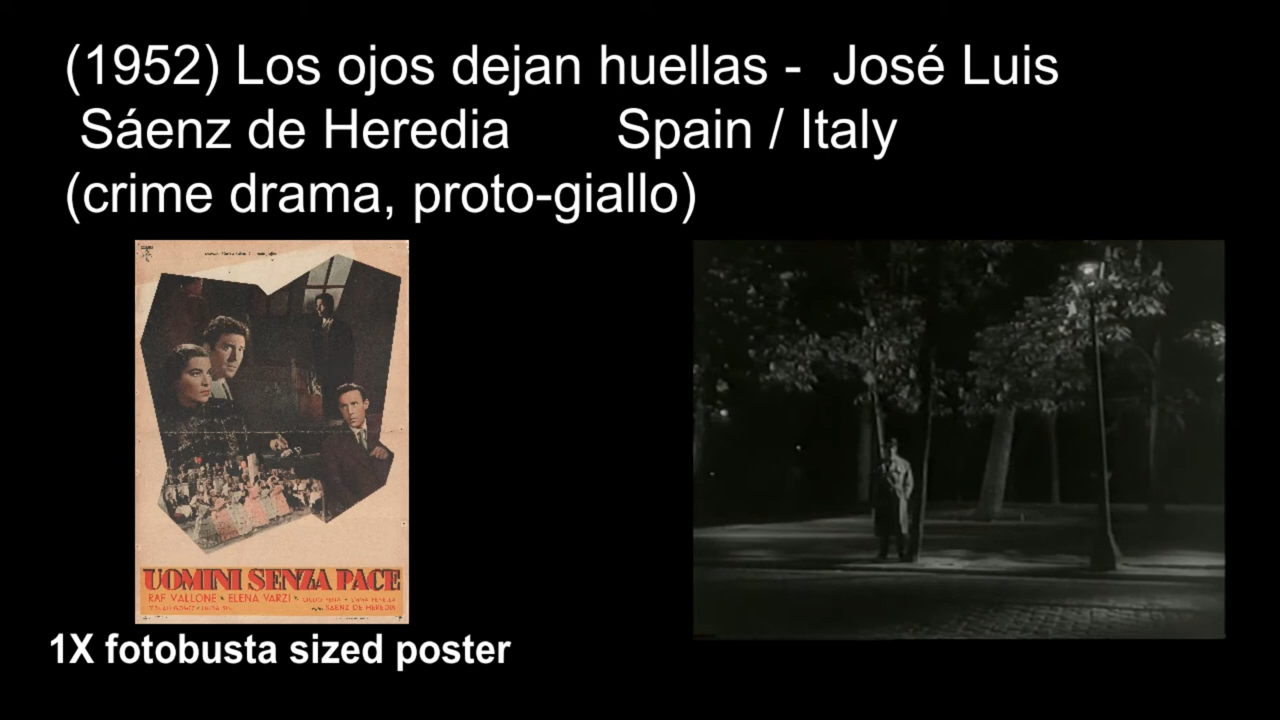 (1952) Los ojos dejan huellas - José Luis
Sáenz de Heredia Spain / Italy
(crime drama, proto-giallo)
UOMINI SENZA PACE
RAF VALLONE ELENA VARZI
SAENZ DE HEREDIA
1X fotobusta sized poster